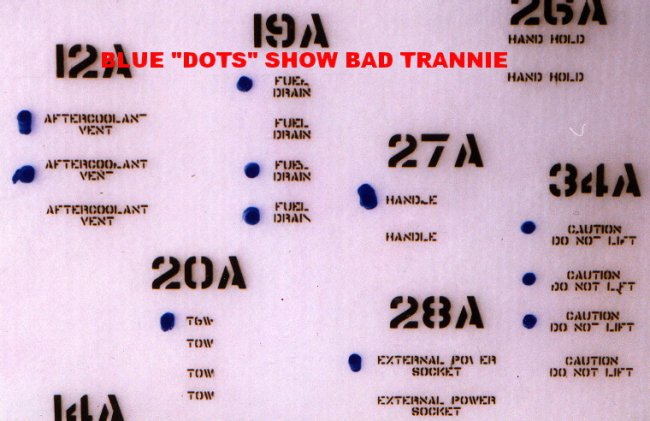 BLUE "DOTS" SHOW BAD TRANNIE
12A
AFTERCOOLANT
VENT
AFTERCOOLANT
VENT
AFTERCOOLANT
VENT
19A
FUEL
DRAIN
FUEL
DRAIN
FUEL
DRAIN
FUEL
DRAIN
26A
HAND HOLD
HAND HOLD
27A
HANDLE
HANDLE
34A
CAUTION
DO NOT LIFT
CAUTION
DO NOT LIFT
CAUTION
DO NOT LIFT
CAUTION
DO NOT LIFT
20A
TOW
TOW
TOW
TOW
28A
EXTERNAL POWER
SOCKET
EXTERNAL POWER
SOCKET
14A